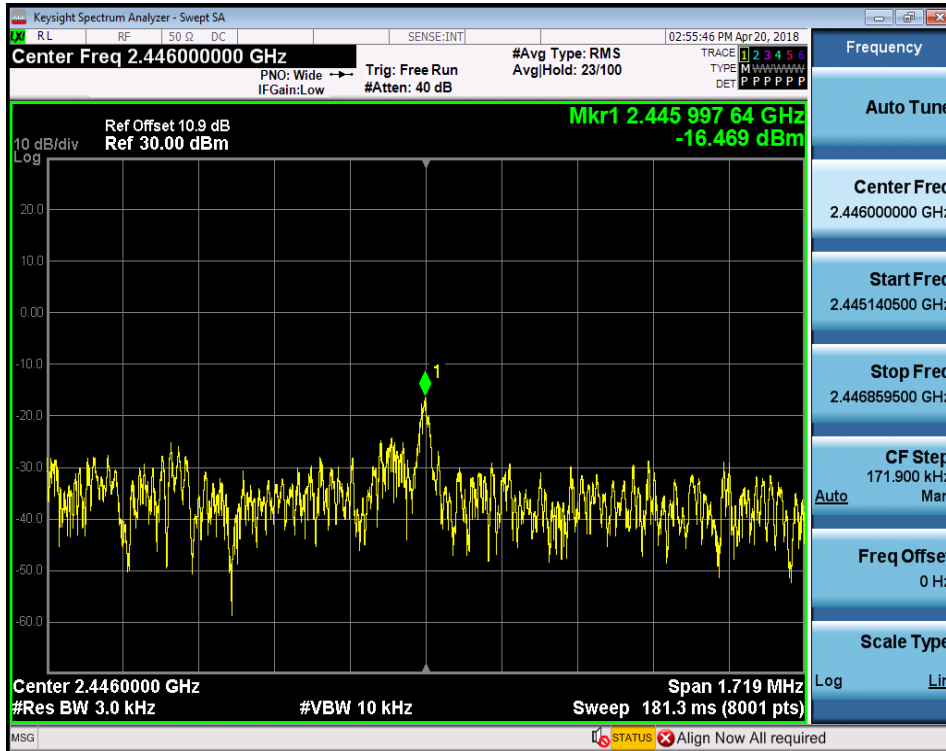 Keysight Spectrum Analyzer - Swept SA
LXI RL RF 50 Ω DC SENSE:INT 02:55:46 PM Apr 20, 2018
Center Freq 2.446000000 GHz
PNO: Wide
IFGain:Low
Trig: Free Run
#Atten: 40 dB
#Avg Type: RMS
Avg|Hold: 23/100
TRACE 1 2 3 4 5 6
TYPE M WWWWW
DET P P P P P P
Mkr1 2.445 997 64 GHz
-16.469 dBm
10 dB/div
Log
Ref Offset 10.9 dB
Ref 30.00 dBm
20.0
10.0
0.00
-10.0
-20.0
-30.0
-40.0
-50.0
-60.0
1
Center 2.4460000 GHz
Span 1.719 MHz
#Res BW 3.0 kHz
#VBW 10 kHz
Sweep 181.3 ms (8001 pts)
MSG
STATUS Align Now All required
Frequency
Auto Tune
Center Freq
2.446000000 GHz
Start Freq
2.445140500 GHz
Stop Freq
2.446859500 GHz
CF Step
171.900 kHz
Auto Man
Freq Offset
0 Hz
Scale Type
Log Lin